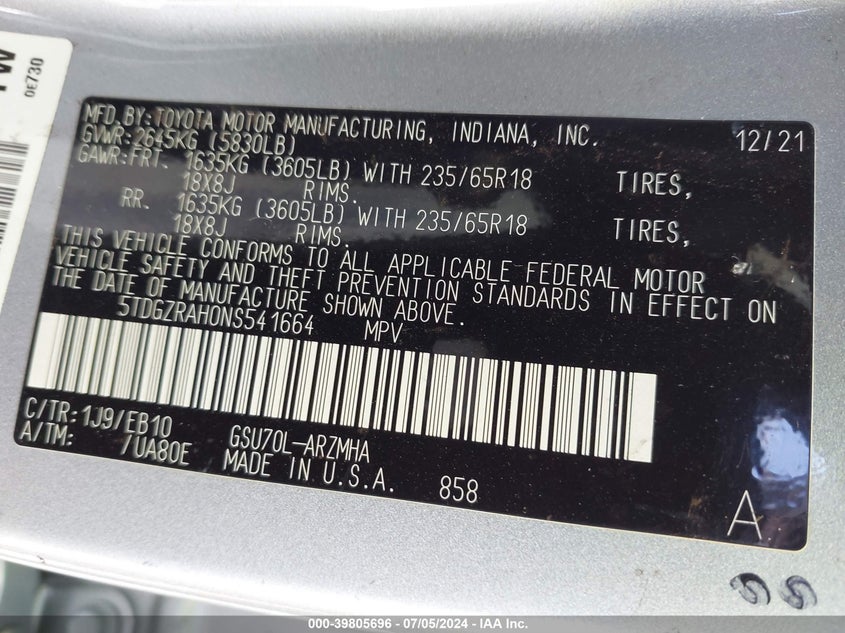 OE730
MFD.BY:TOYOTA MOTOR MANUFACTURING, INDIANA, INC. 12/21
GVWR:2645KG (5830LB)
GAWR:FRT. 1635KG (3605LB) WITH 235/65R18 TIRES,
18X8J RIMS.
RR. 1635KG (3605LB) WITH 235/65R18 TIRES,
18X8J RIMS.
THIS VEHICLE CONFORMS TO ALL APPLICABLE FEDERAL MOTOR
VEHICLE SAFETY AND THEFT PREVENTION STANDARDS IN EFFECT ON
THE DATE OF MANUFACTURE SHOWN ABOVE.
5TDGZRAH0NS541664 MPV
C/TR:1J9/EB10 GSU70L-ARZMHA
A/TM: /UA80E MADE IN U.S.A. 858
A
000-39805696 - 07/05/2024 - IAA Inc.